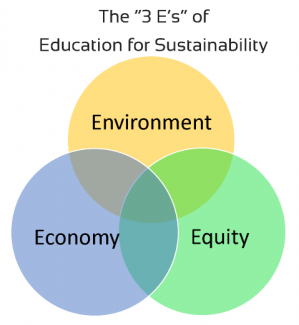 The "3 E's" of
Education for Sustainability
Environment
Economy
Equity